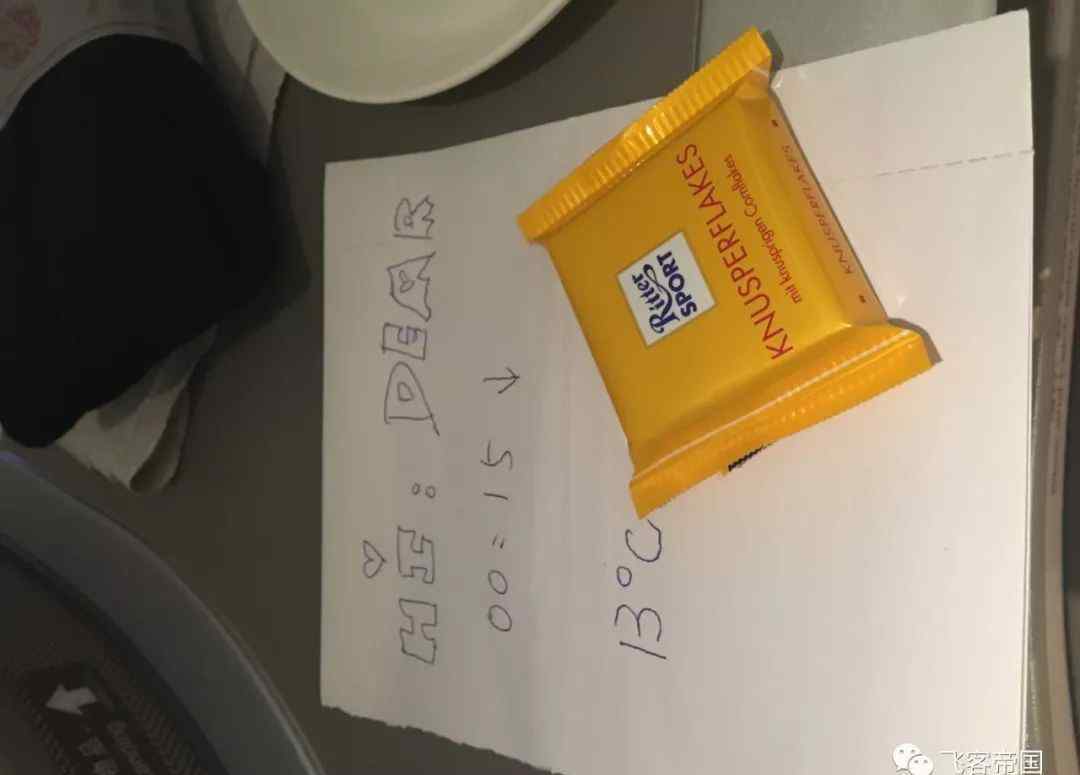 HI: DEAR
00:15 ↓
13°C
Ritter
SPORT
KNUSPERFLAKES
mit knusprigen Cornflakes
KNUSPERFLAKES
飞客帝国